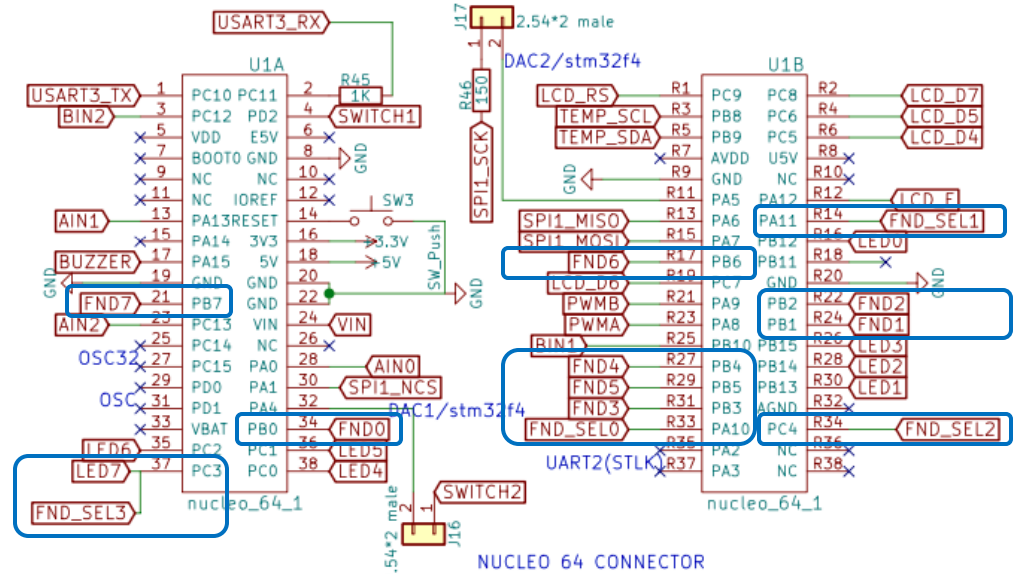 USART3_RX
J17
2.54*2 male
1
2
DAC2/stm32f4
U1A
R45
1K
R46
150
SPI1_SCK
USART3_TX 1 PC10 PC11 2
BIN2 3 PC12 PD2 4 SWITCH1
5 VDD E5V 6
7 BOOT0 GND 8 GND
9 NC NC 10
11 NC IOREF 12
AIN1 13 PA13 RESET 14 SW3
15 PA14 3V3 16 +3.3V
BUZZER 17 PA15 5V 18 +5V
SW_Push
GND 19 GND GND 20
FND7 21 PB7 GND 22 GND
AIN2 23 PC13 VIN 24 VIN
25 PC14 NC 26
OSC32 27 PC15 PA0 28 AIN0
29 PD0 PA1 30 SPI1_NCS
OSC 31 PD1 PA4 32 DAC1/stm32f4
33 VBAT PB0 34 FND0
LED6 35 PC2 PC1 36 LED5
LED7 37 PC3 PC0 38 LED4
FND_SEL3
nucleo_64_1
SWITCH2
2
1
.54*2 male
J16
U1B
LCD_RS R1 PC9 PC8 R2 LCD_D7
TEMP_SCL R3 PB8 PC6 R4 LCD_D5
TEMP_SDA R5 PB9 PC5 R6 LCD_D4
R7 AVDD U5V R8
GND R9 GND NC R10
R11 PA5 PA12 R12 LCD_E
SPI1_MISO R13 PA6 PA11 R14 FND_SEL1
SPI1_MOSI R15 PA7 PB12 R16 LED0
FND6 R17 PB6 PB11 R18
LCD_D6 R19 PC7 GND R20 GND
PWMB R21 PA9 PB2 R22 FND2
PWMA R23 PA8 PB1 R24 FND1
BIN1 R25 PB10 PB15 R26 LED3
FND4 R27 PB4 PB14 R28 LED2
FND5 R29 PB5 PB13 R30 LED1
FND3 R31 PB3 AGND R32
FND_SEL0 R33 PA10 PC4 R34 FND_SEL2
R35 PA2 NC R36
UART2(STLK) R37 PA3 NC R38
nucleo_64_1
NUCLEO 64 CONNECTOR